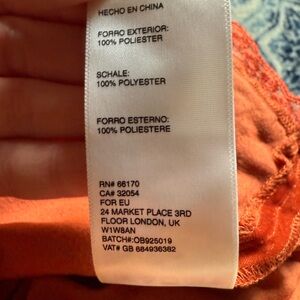 HECHO EN CHINA
FORRO EXTERIOR:
100% POLIESTER
SCHALE:
100% POLYESTER
FORRO ESTERNO:
100% POLIESTERE
RN# 66170
CA# 32054
FOR EU
24 MARKET PLACE 3RD
FLOOR LONDON, UK
W1W8AN
BATCH#:OB925019
VAT# GB 684936362